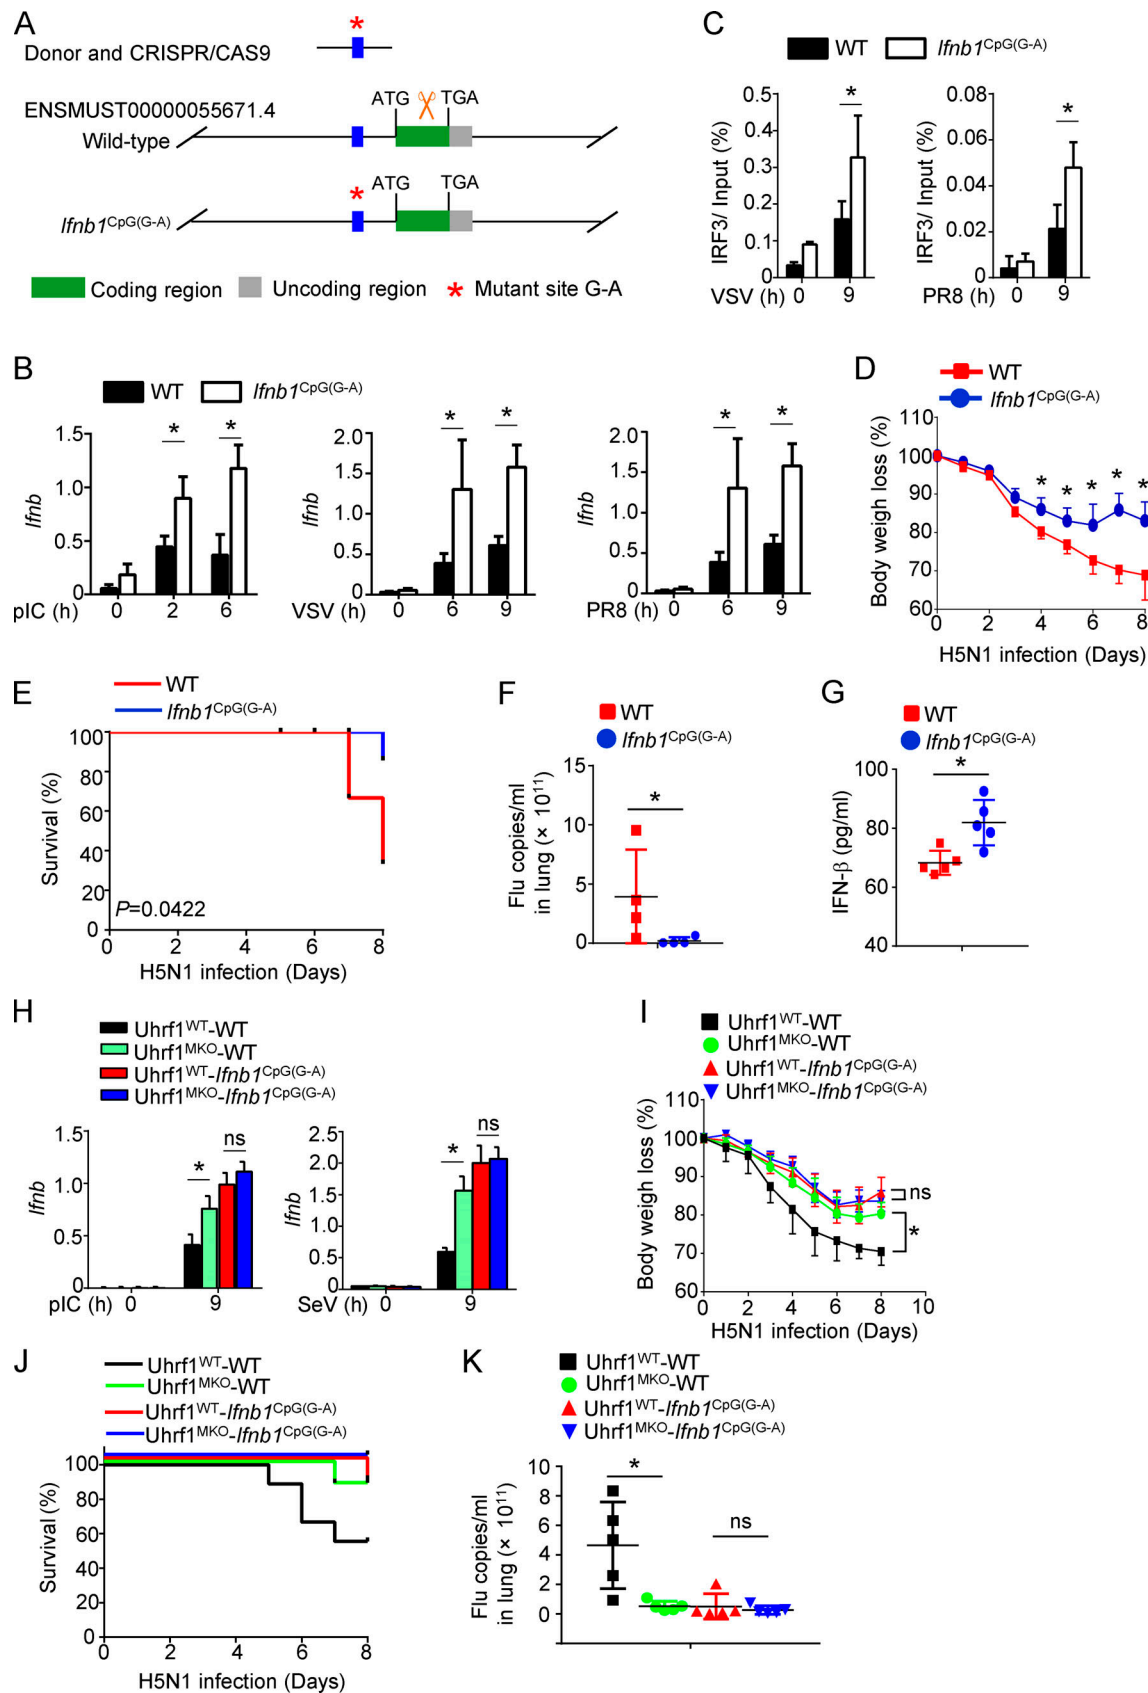 A
Donor and CRISPR/CAS9
*
ENSMUST00000055671.4
ATG TGA
Wild-type
* ATG TGA
Ifnb1CpG(G-A)
Coding region Uncoding region * Mutant site G-A
C
WT Ifnb1CpG(G-A)
IRF3/ Input (%)
0.5
0.4
0.3
0.2
0.1
0
*
VSV (h) 0 9
IRF3/ Input (%)
0.08
0.06
0.04
0.02
0
*
PR8 (h) 0 9
B
WT Ifnb1CpG(G-A)
Ifnb
1.5
1.0
0.5
0
* *
pIC (h) 0 2 6
Ifnb
2.0
1.5
1.0
0.5
0
* *
VSV (h) 0 6 9
Ifnb
2.0
1.5
1.0
0.5
0
* *
PR8 (h) 0 6 9
D
WT
Ifnb1CpG(G-A)
Body weigh loss (%)
110
100
90
80
70
60
* * * * *
0 2 4 6 8
H5N1 infection (Days)
E
WT
Ifnb1CpG(G-A)
Survival (%)
100
80
60
40
20
0
P=0.0422
0 2 4 6 8
H5N1 infection (Days)
F
WT
Ifnb1CpG(G-A)
Flu copies/ml
in lung (× 1011)
15
10
5
0
*
G
WT
Ifnb1CpG(G-A)
IFN-β (pg/ml)
100
80
60
40
*
H
Uhrf1WT-WT
Uhrf1MKO-WT
Uhrf1WT-Ifnb1CpG(G-A)
Uhrf1MKO-Ifnb1CpG(G-A)
Ifnb
1.5
1.0
0.5
0
* ns
pIC (h) 0 9
Ifnb
2.5
2.0
1.5
1.0
0.5
0
* ns
SeV (h) 0 9
I
Uhrf1WT-WT
Uhrf1MKO-WT
Uhrf1WT-Ifnb1CpG(G-A)
Uhrf1MKO-Ifnb1CpG(G-A)
Body weigh loss (%)
110
100
90
80
70
60
ns
*
0 2 4 6 8 10
H5N1 infection (Days)
J
Uhrf1WT-WT
Uhrf1MKO-WT
Uhrf1WT-Ifnb1CpG(G-A)
Uhrf1MKO-Ifnb1CpG(G-A)
Survival (%)
100
80
60
40
20
0
0 2 4 6 8
H5N1 infection (Days)
K
Uhrf1WT-WT
Uhrf1MKO-WT
Uhrf1WT-Ifnb1CpG(G-A)
Uhrf1MKO-Ifnb1CpG(G-A)
Flu copies/ml
in lung (× 1011)
10
8
6
4
2
0
* ns